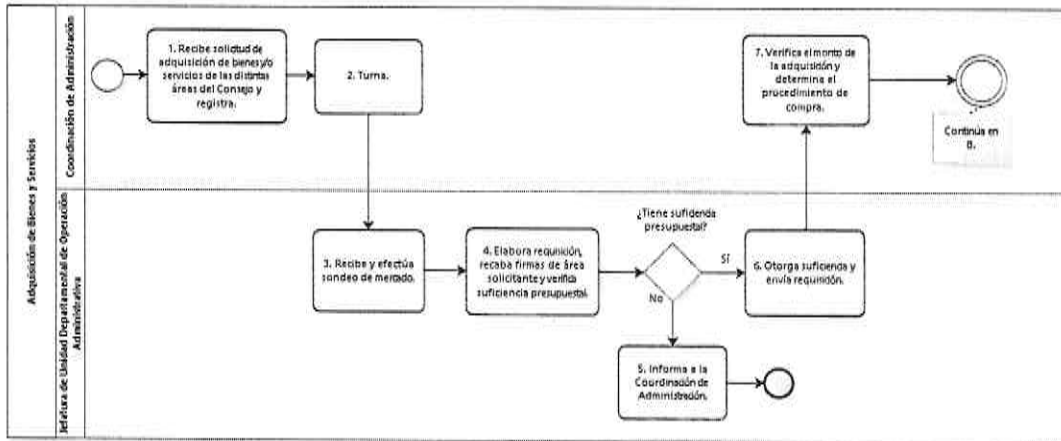 Adquisición de Bienes y Servicios
Coordinación de Administración
1. Recibe solicitud de
adquisición de bienes y/o
servicios de las distintas
áreas del Consejo y
registra.
2. Turna.
7. Verifica el monto de
la adquisición y
determina el
procedimiento de
compra.
Continúa en
B.
Jefatura de Unidad Departamental de Operación
Administrativa
3. Recibe y efectúa
sondeo de mercado.
4. Elabora requisición,
recaba firmas de área
solicitante y verifica
suficiencia presupuestal.
¿Tiene suficiencia
presupuestal?
Sí
No
6. Otorga suficiencia y
envía requisición.
5. Informa a la
Coordinación de
Administración.